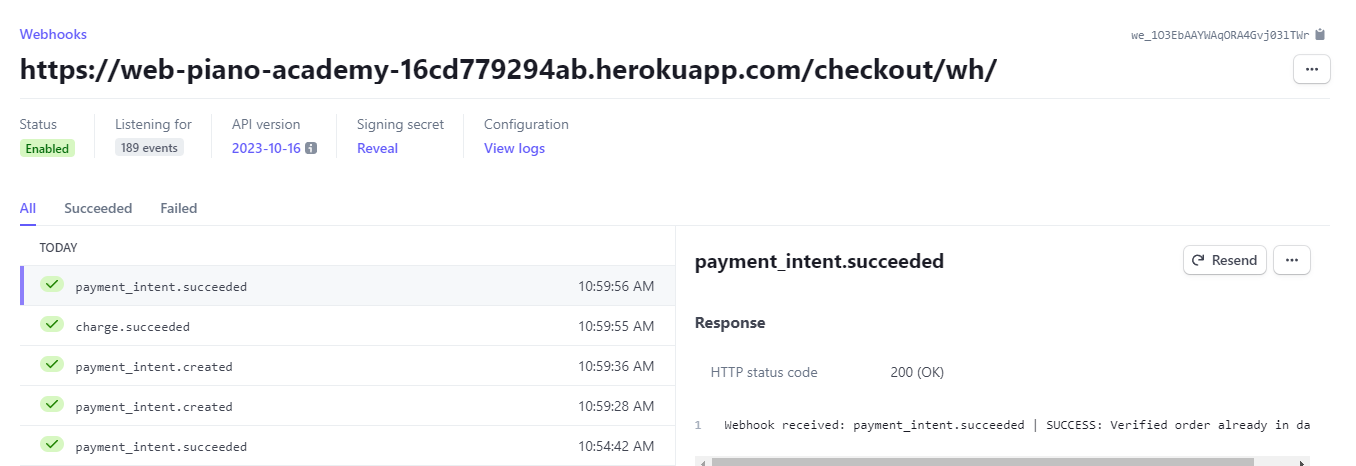 Webhooks
we_1O3EbAAYWAqORA4Gvj03lTWr
https://web-piano-academy-16cd779294ab.herokuapp.com/checkout/wh/
Status
Listening for
API version
Signing secret
Configuration
Enabled
189 events
2023-10-16
Reveal
View logs
All
Succeeded
Failed
TODAY
payment_intent.succeeded 10:59:56 AM
charge.succeeded 10:59:55 AM
payment_intent.created 10:59:36 AM
payment_intent.created 10:59:28 AM
payment_intent.succeeded 10:54:42 AM
payment_intent.succeeded
Resend
Response
HTTP status code 200 (OK)
1 Webhook received: payment_intent.succeeded | SUCCESS: Verified order already in da